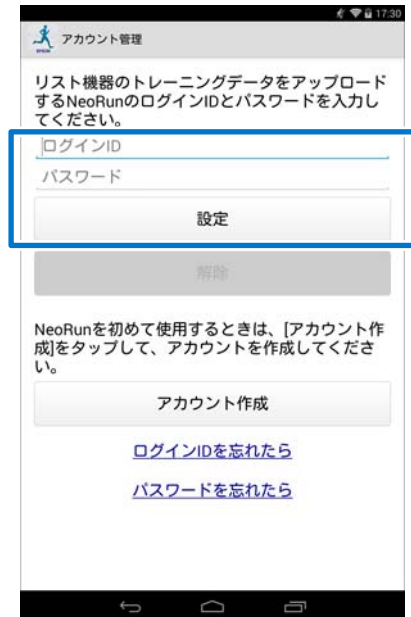 17:30
アカウント管理
EPSON
リスト機器のトレーニングデータをアップロード
するNeoRunのログインIDとパスワードを入力し
てください。
ログインID
パスワード
設定
解除
NeoRunを初めて使用するときは、[アカウント作
成]をタップして、アカウントを作成してくださ
い。
アカウント作成
ログインIDを忘れたら
パスワードを忘れたら